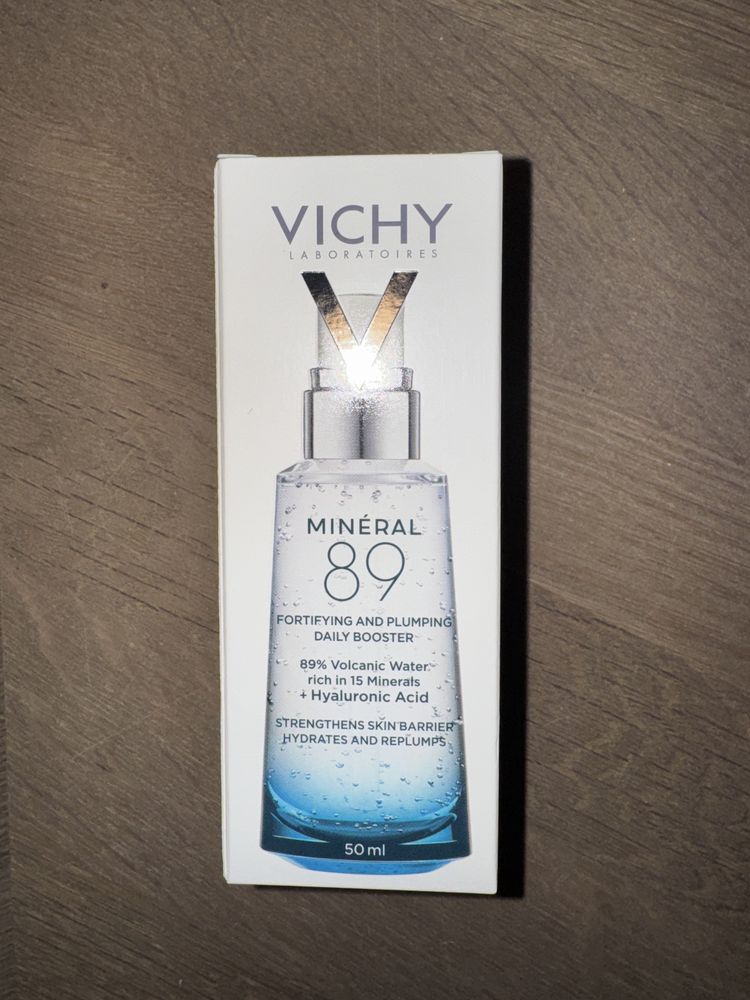 VICHY
LABORATOIRES
MINÉRAL
89
FORTIFYING AND PLUMPING
DAILY BOOSTER
89% Volcanic Water
rich in 15 Minerals
+ Hyaluronic Acid
STRENGTHENS SKIN BARRIER
HYDRATES AND REPLUMPS
50 ml